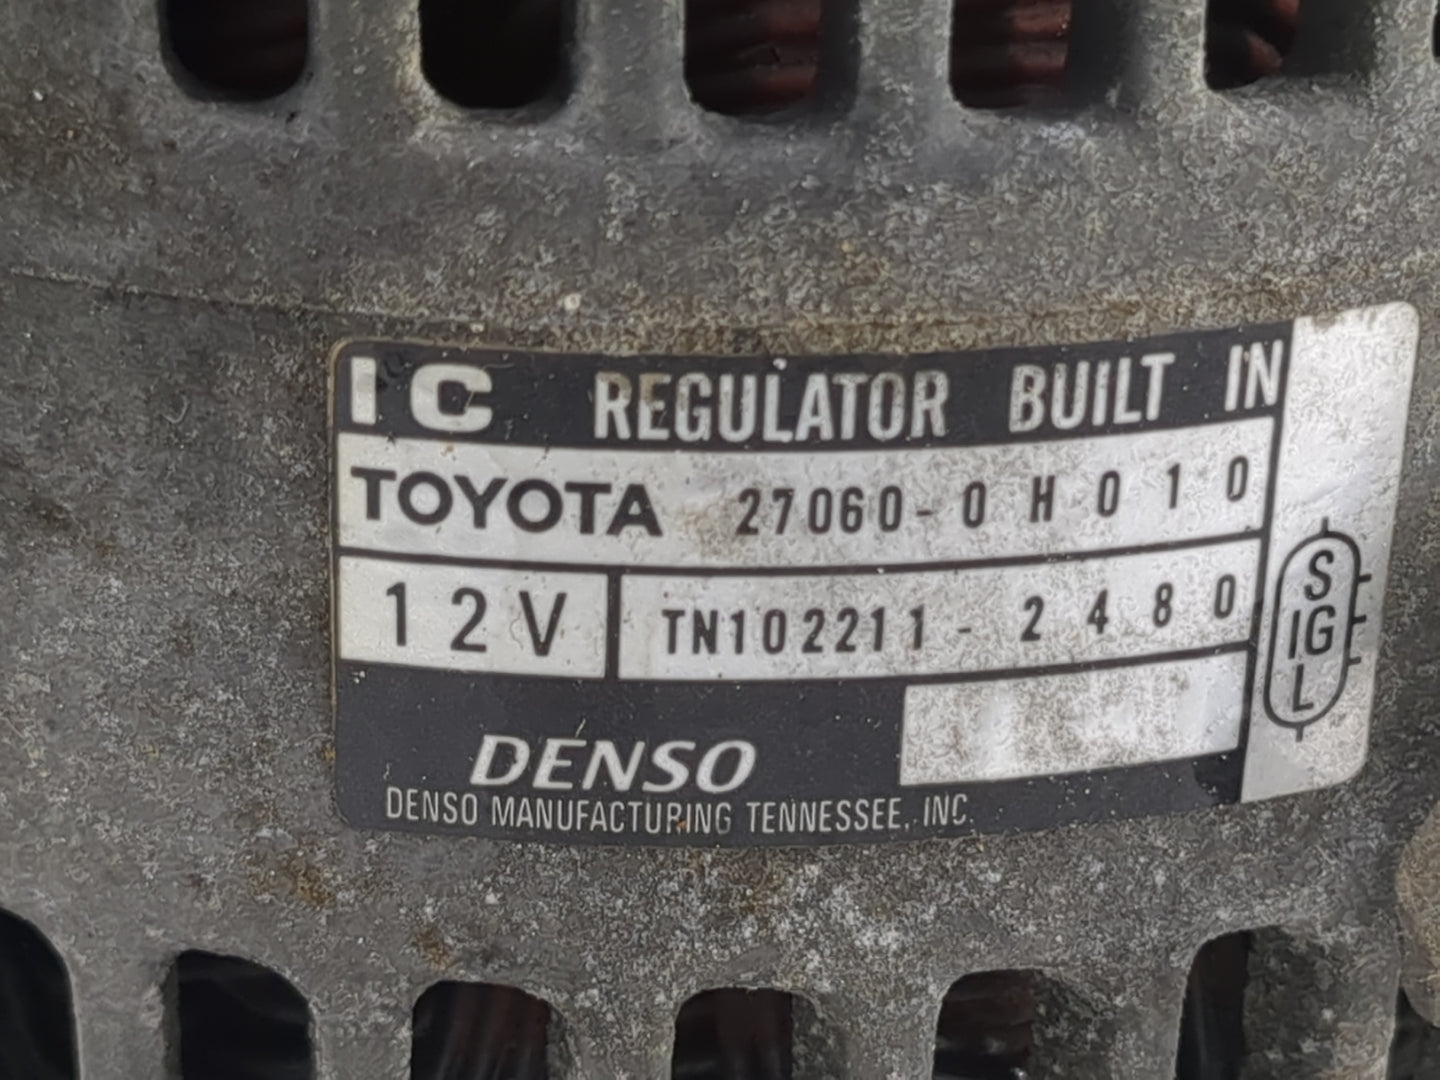 IC REGULATOR BUILT IN
TOYOTA 27060-0H010
12V TN102211-2480
S
IG
L
DENSO
DENSO MANUFACTURING TENNESSEE, INC.